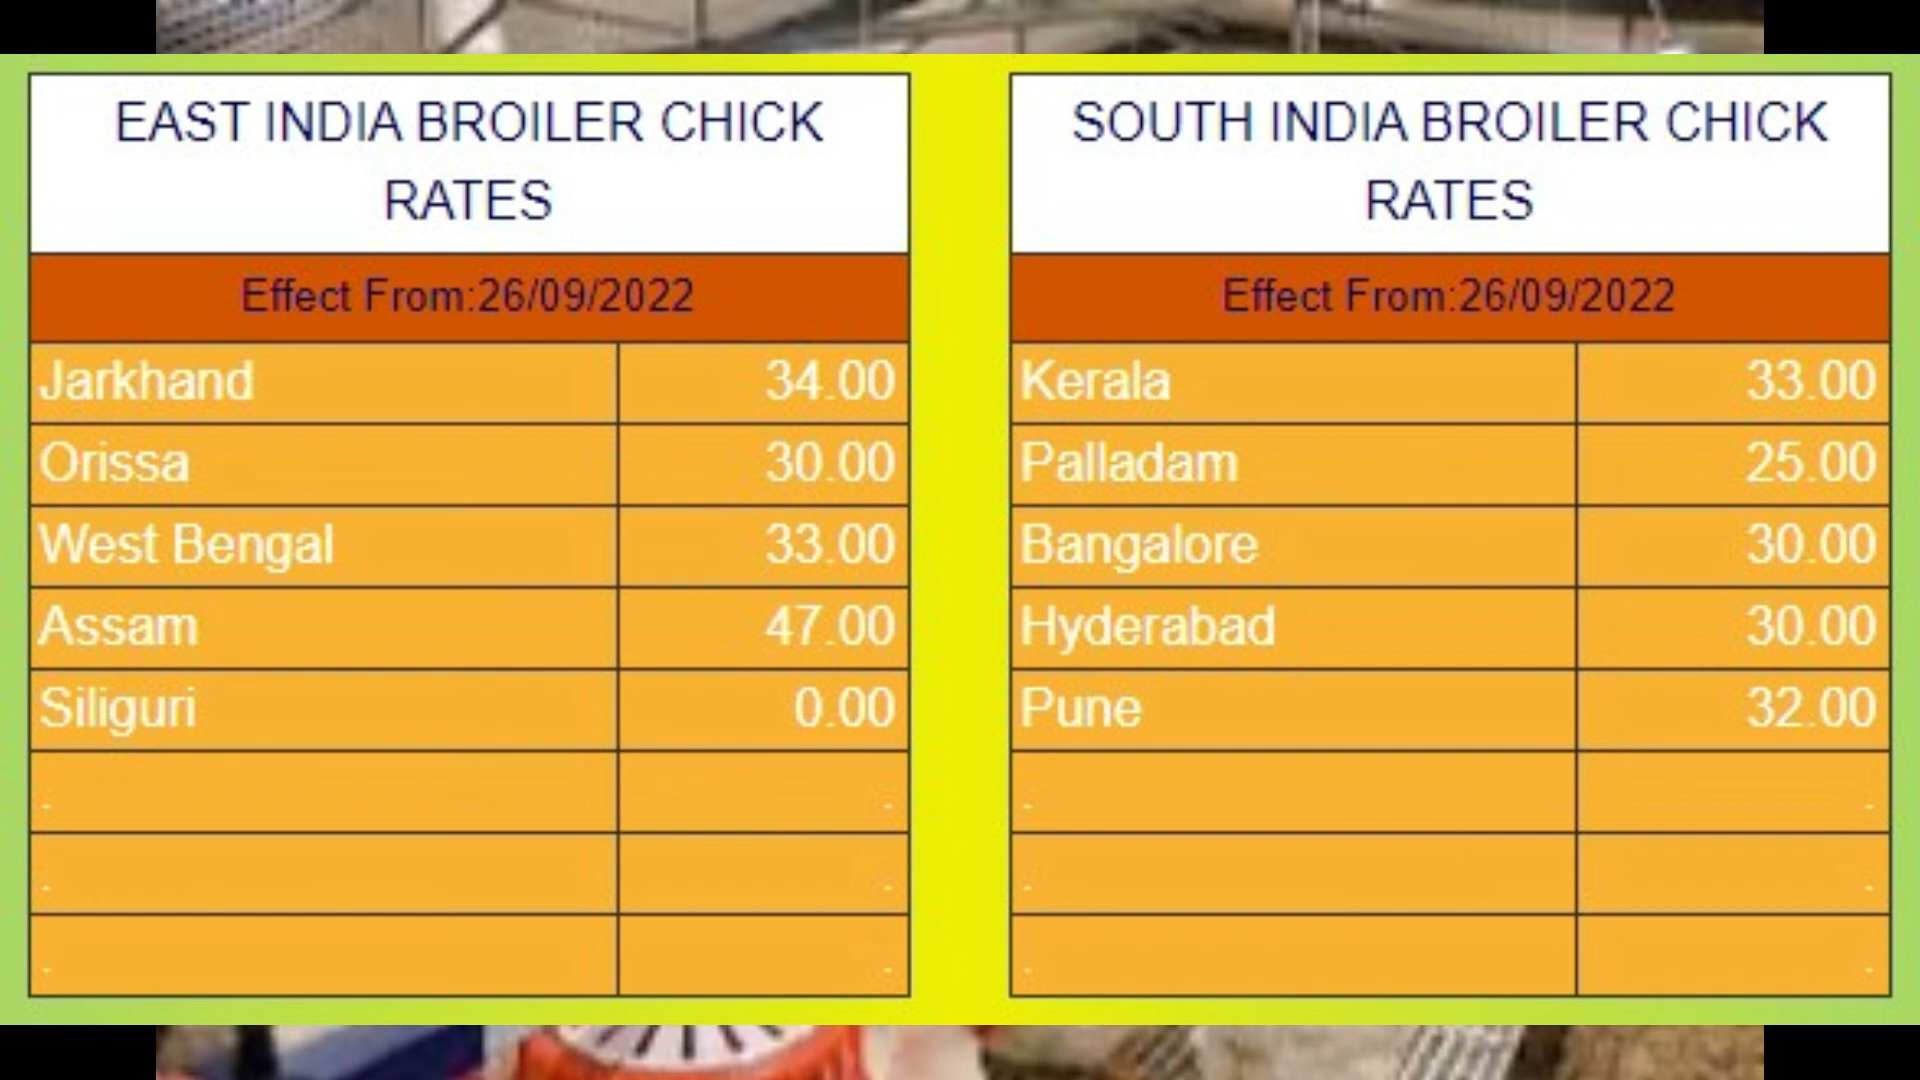 EAST INDIA BROILER CHICK
RATES
Effect From:26/09/2022
Jarkhand 34.00
Orissa 30.00
West Bengal 33.00
Assam 47.00
Siliguri 0.00
. .
. .
. .
SOUTH INDIA BROILER CHICK
RATES
Effect From:26/09/2022
Kerala 33.00
Palladam 25.00
Bangalore 30.00
Hyderabad 30.00
Pune 32.00
. .
. .
. .